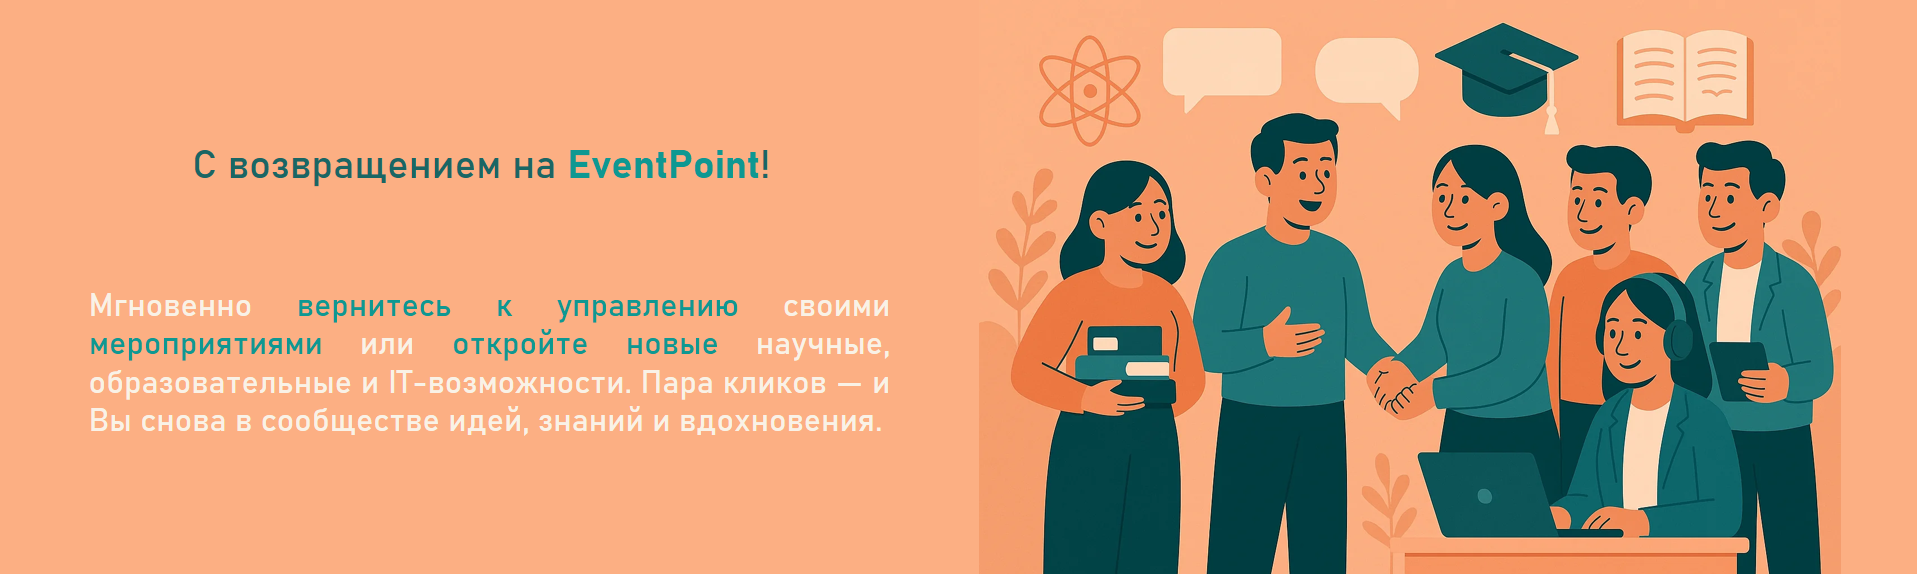 С возвращением на EventPoint!
Мгновенно вернитесь к управлению своими
мероприятиями или откройте новые научные,
образовательные и IT-возможности. Пара кликов — и
Вы снова в сообществе идей, знаний и вдохновения.